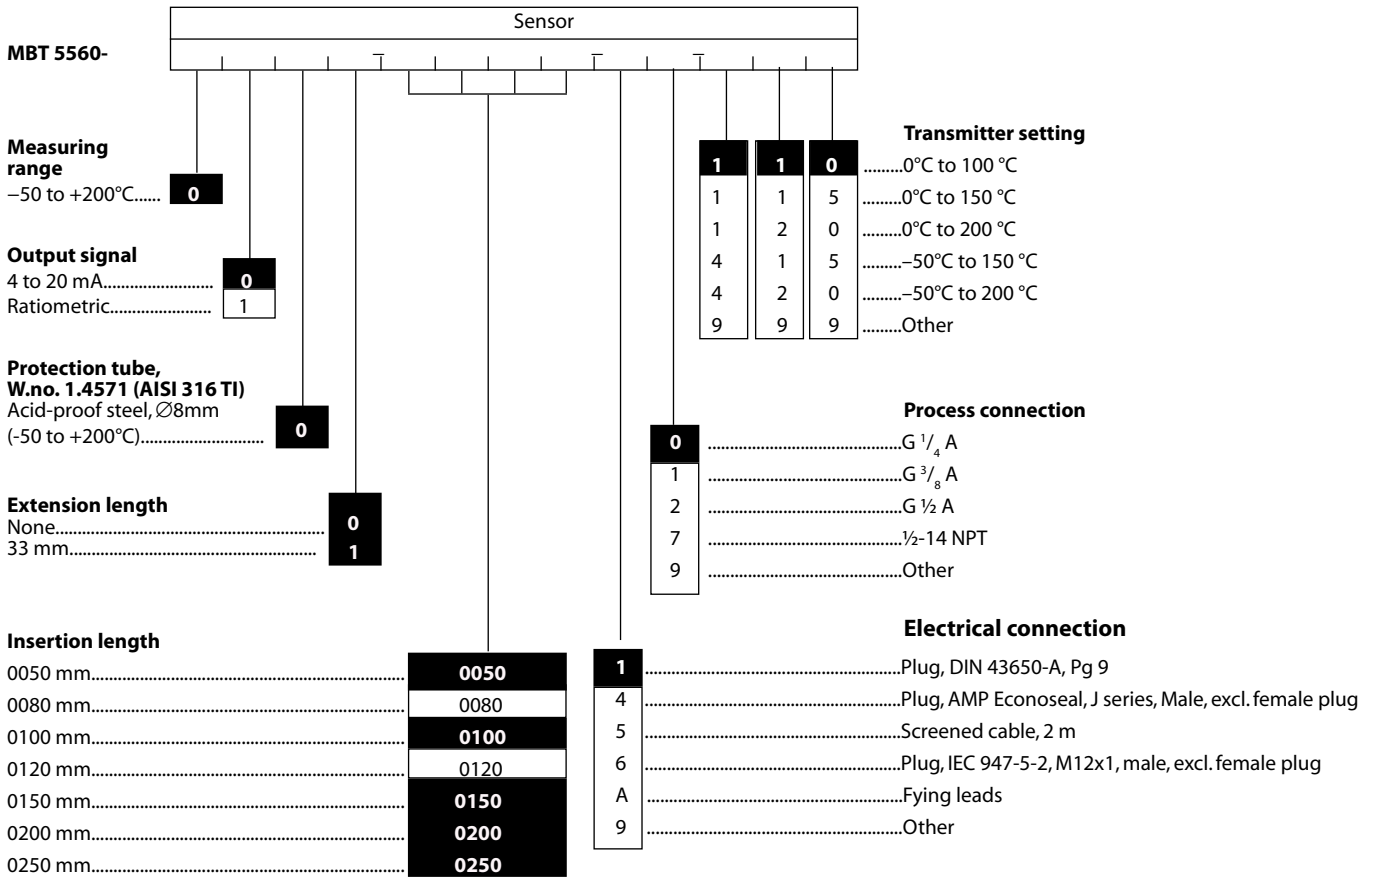 Sensor
MBT 5560-
– – –
Measuring
range
–50 to +200°C...... 0
Output signal
4 to 20 mA......................... 0
Ratiometric....................... 1
Protection tube,
W.no. 1.4571 (AISI 316 TI)
Acid-proof steel, ∅8mm
(-50 to +200°C)............................ 0
Extension length
None............................................................. 0
33 mm........................................................ 1
Insertion length
0050 mm....................................................................... 0050
0080 mm....................................................................... 0080
0100 mm....................................................................... 0100
0120 mm....................................................................... 0120
0150 mm....................................................................... 0150
0200 mm....................................................................... 0200
0250 mm....................................................................... 0250
Transmitter setting
1 1 0 .........0°C to 100 °C
1 1 5 .........0°C to 150 °C
1 2 0 .........0°C to 200 °C
4 1 5 .........–50°C to 150 °C
4 2 0 .........–50°C to 200 °C
9 9 9 .........Other
Process connection
0 ............................................G 1/4 A
1 ............................................G 3/8 A
2 ............................................G ½ A
7 ............................................½-14 NPT
9 ............................................Other
Electrical connection
1 ..........................................................Plug, DIN 43650-A, Pg 9
4 ..........................................................Plug, AMP Econoseal, J series, Male, excl. female plug
5 ..........................................................Screened cable, 2 m
6 ..........................................................Plug, IEC 947-5-2, M12x1, male, excl. female plug
A ..........................................................Fying leads
9 ..........................................................Other